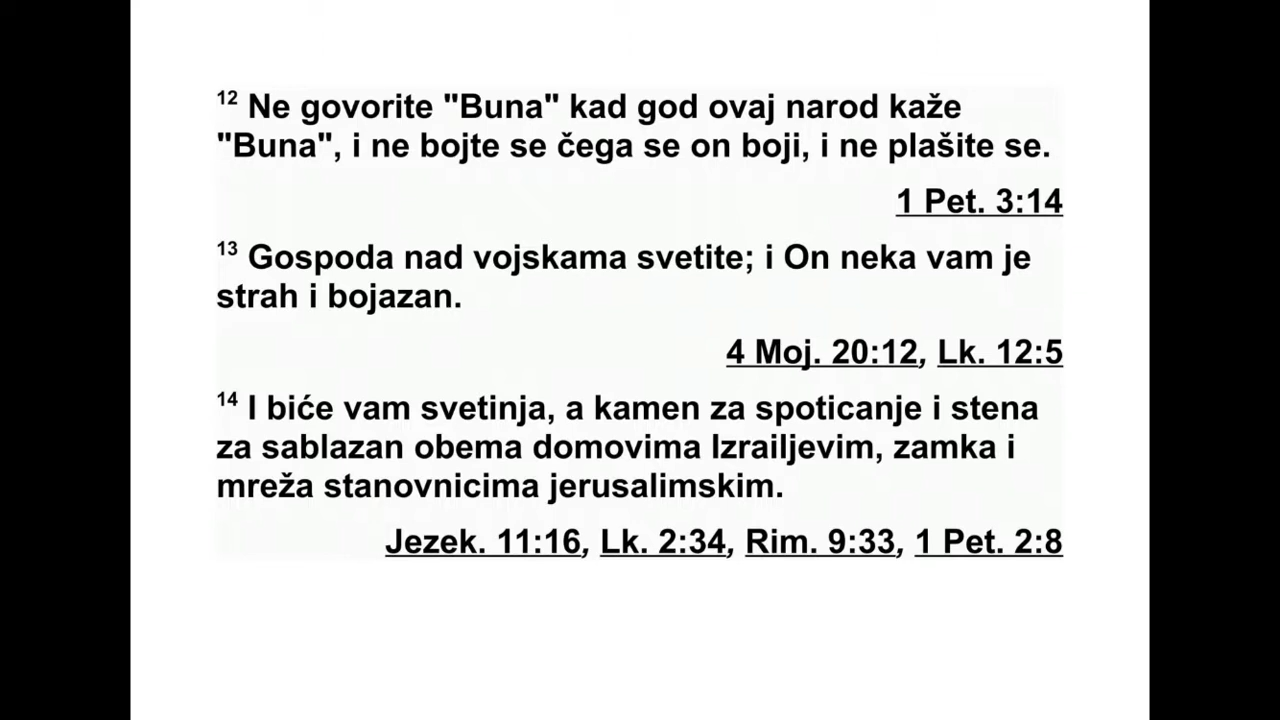 12 Ne govorite "Buna" kad god ovaj narod kaže
"Buna", i ne bojte se čega se on boji, i ne plašite se.
1 Pet. 3:14
13 Gospoda nad vojskama svetite; i On neka vam je
strah i bojazan.
4 Moj. 20:12, Lk. 12:5
14 I biće vam svetinja, a kamen za spoticanje i stena
za sablazan obema domovima Izrailjevim, zamka i
mreža stanovnicima jerusalimskim.
Jezek. 11:16, Lk. 2:34, Rim. 9:33, 1 Pet. 2:8